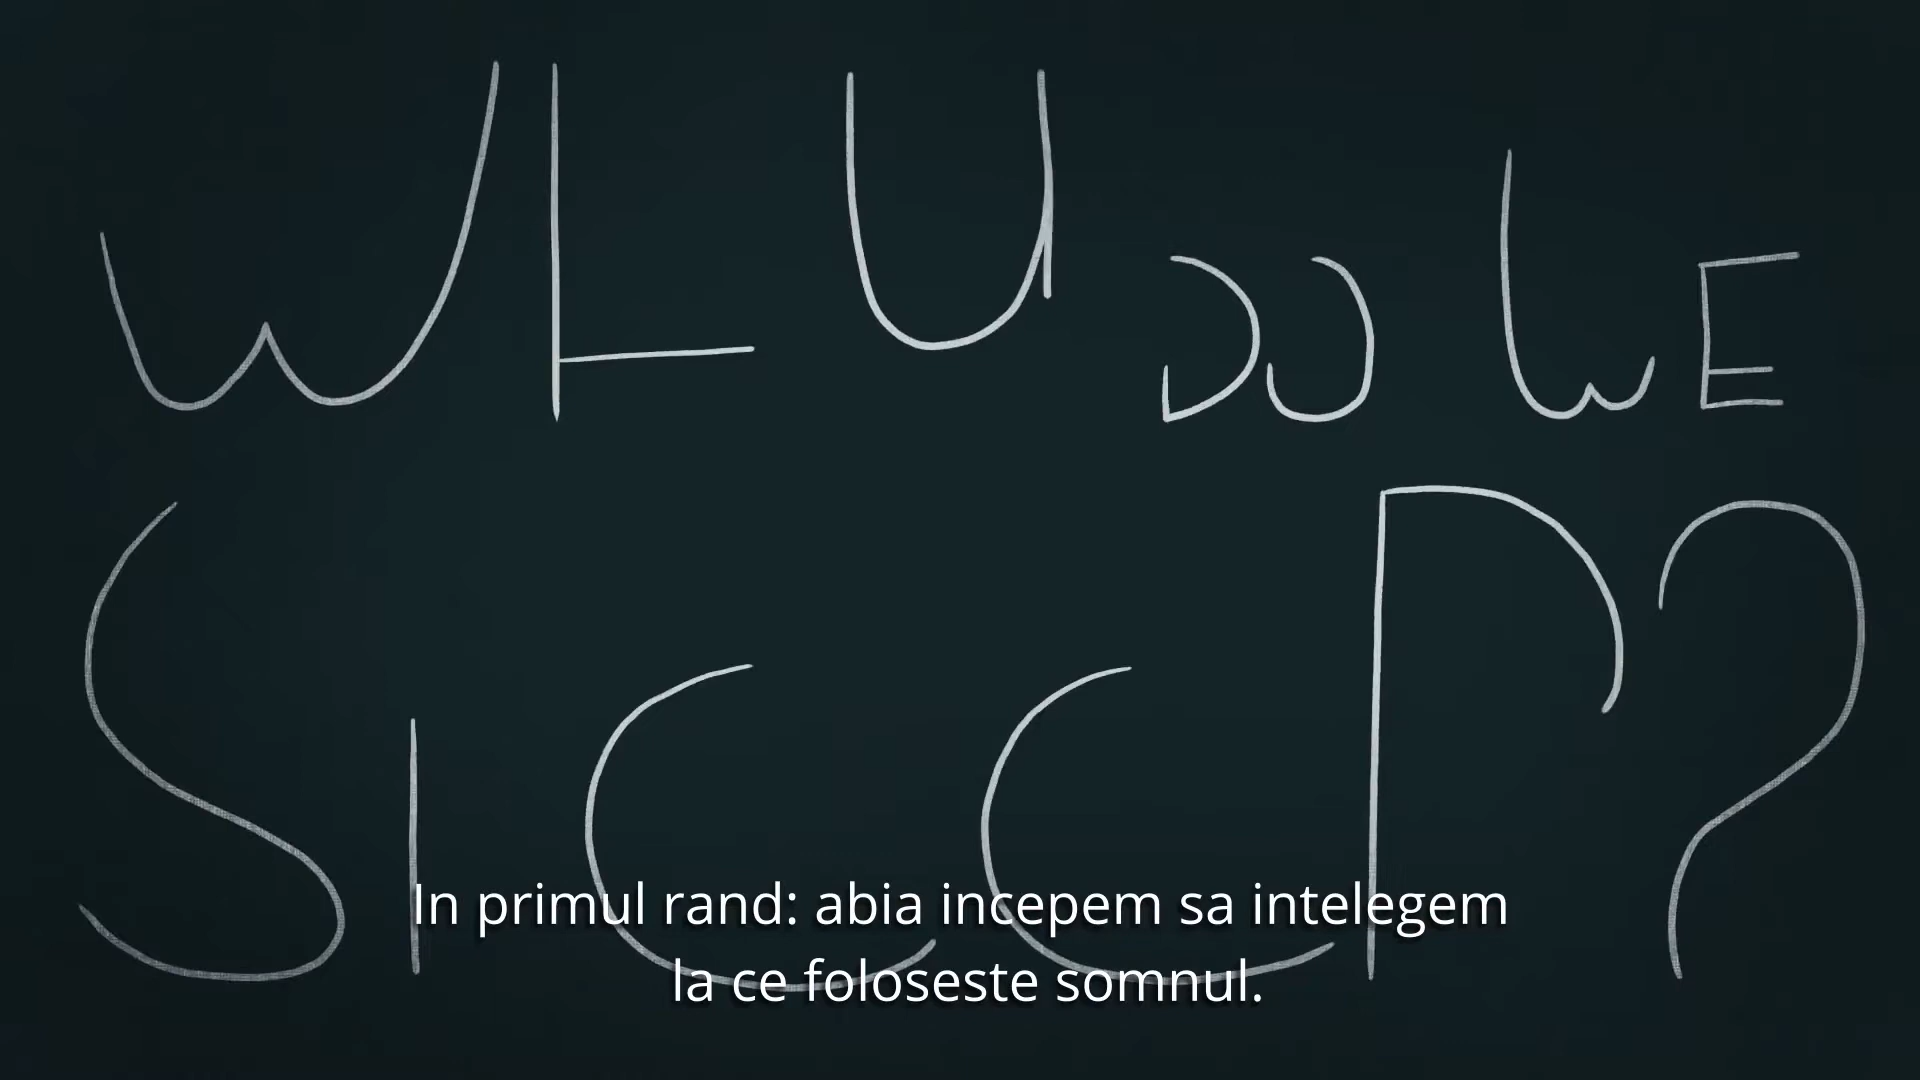 WHY DO WE
SLEEP?
In primul rand: abia incepem sa intelegem
la ce foloseste somnul.